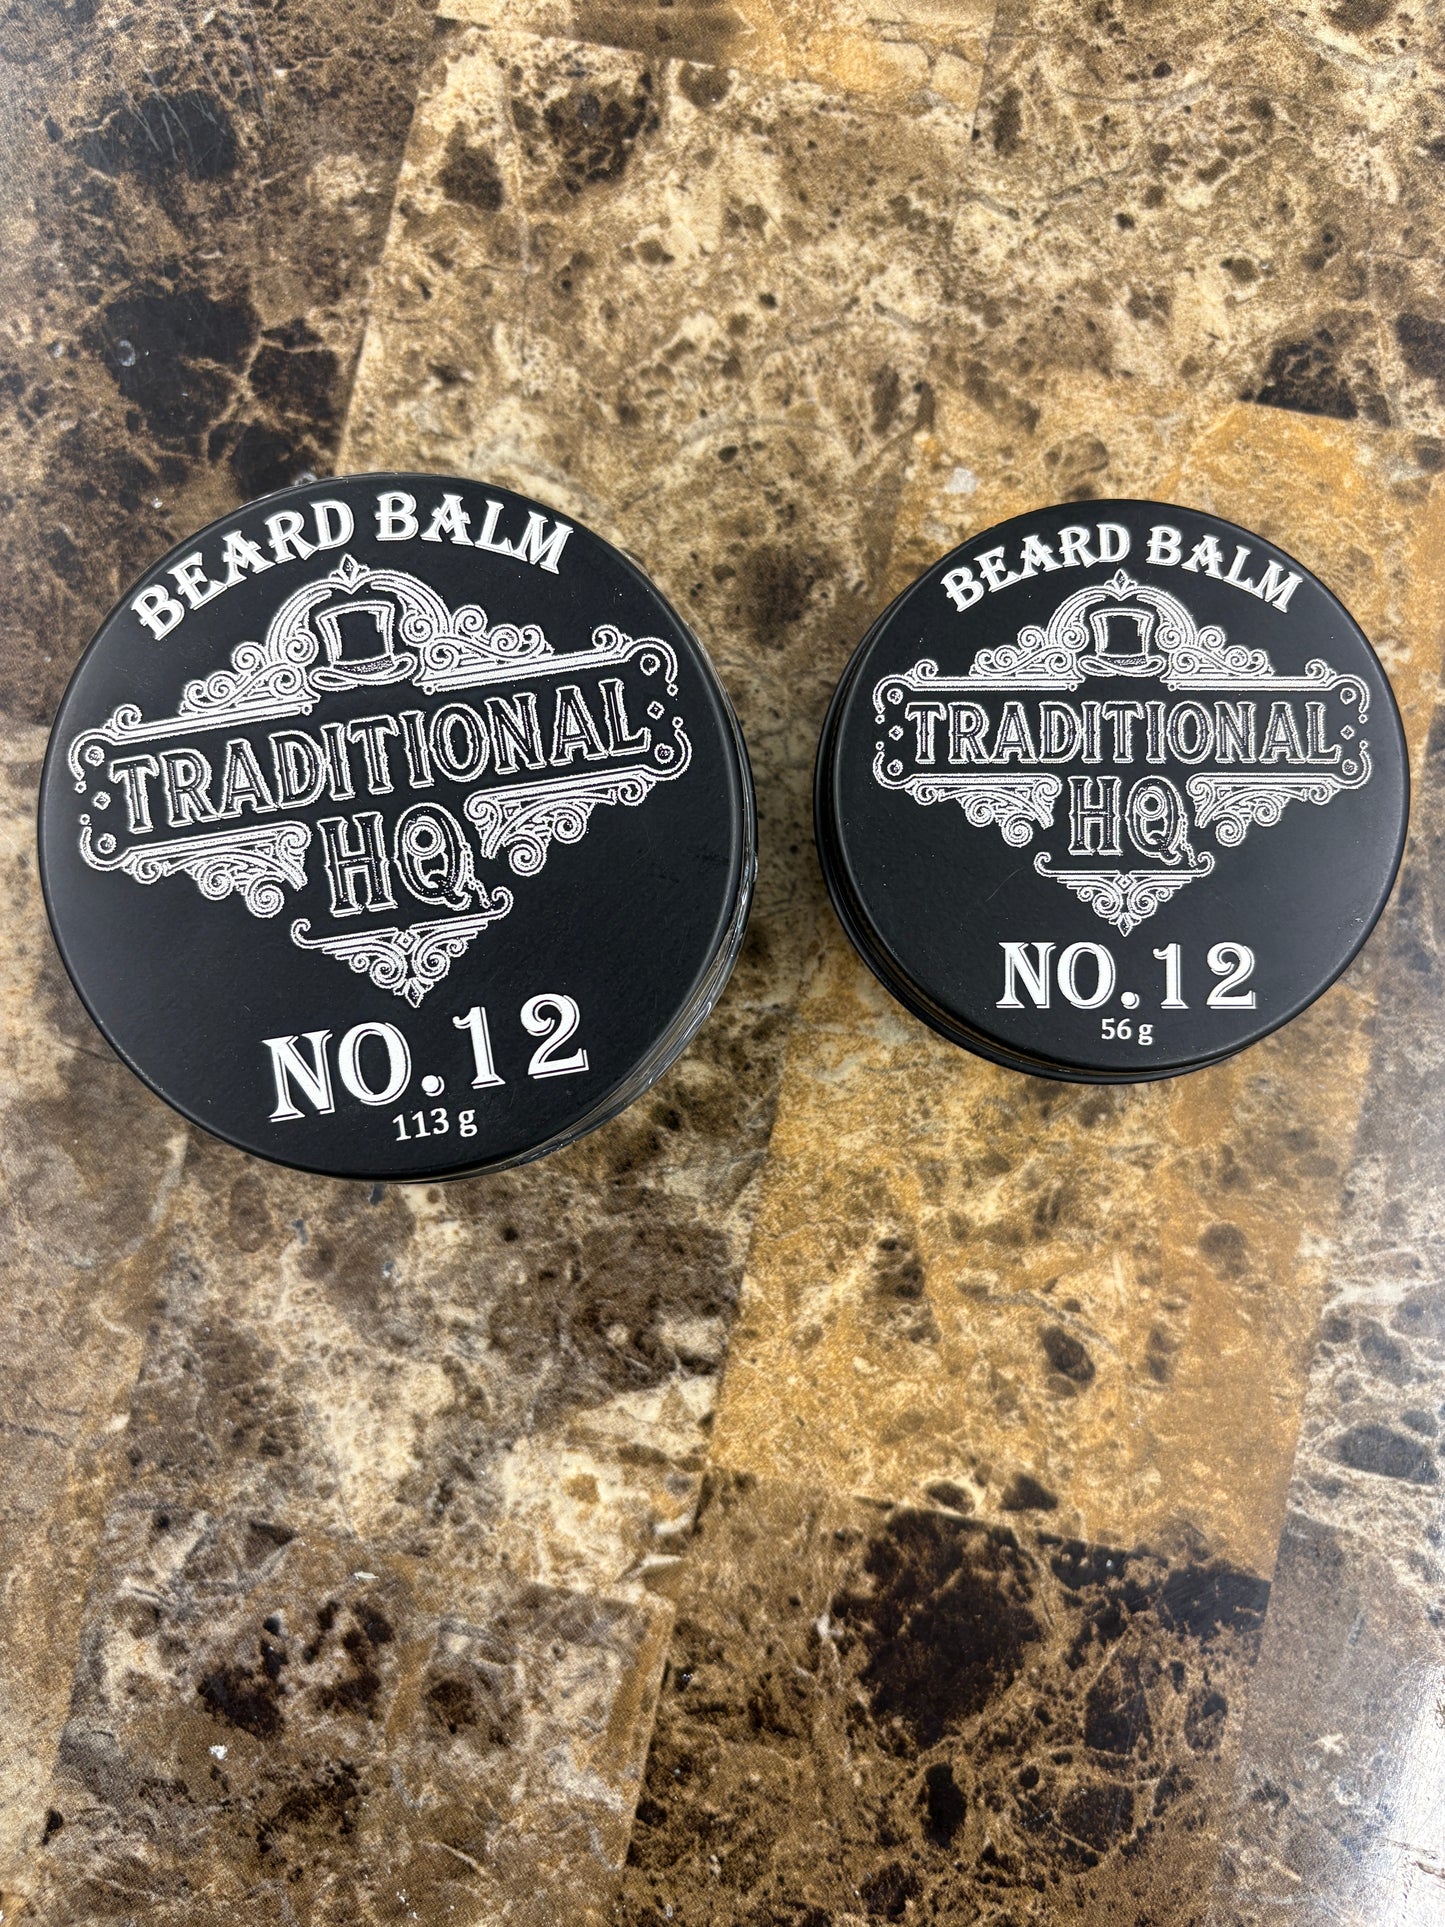 BEARD BALM
TRADITIONAL
HQ
NO.12
113 g
BEARD BALM
TRADITIONAL
HQ
NO.12
56 g